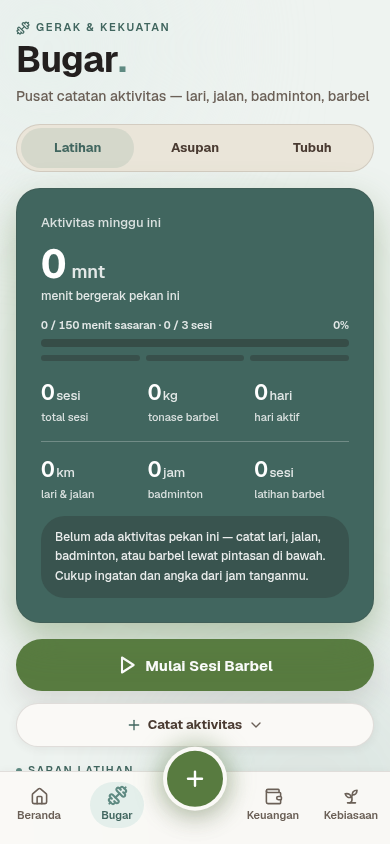 GERAK & KEKUATAN
Bugar.
Pusat catatan aktivitas — lari, jalan, badminton, barbel
Latihan
Asupan
Tubuh
Aktivitas minggu ini
0 mnt
menit bergerak pekan ini
0 / 150 menit sasaran · 0 / 3 sesi
0%
0 sesi
total sesi
0 kg
tonase barbel
0 hari
hari aktif
0 km
lari & jalan
0 jam
badminton
0 sesi
latihan barbel
Belum ada aktivitas pekan ini — catat lari, jalan,
badminton, atau barbel lewat pintasan di bawah.
Cukup ingatan dan angka dari jam tanganmu.
Mulai Sesi Barbel
Catat aktivitas
SARAN LATIHAN
Beranda
Bugar
Keuangan
Kebiasaan